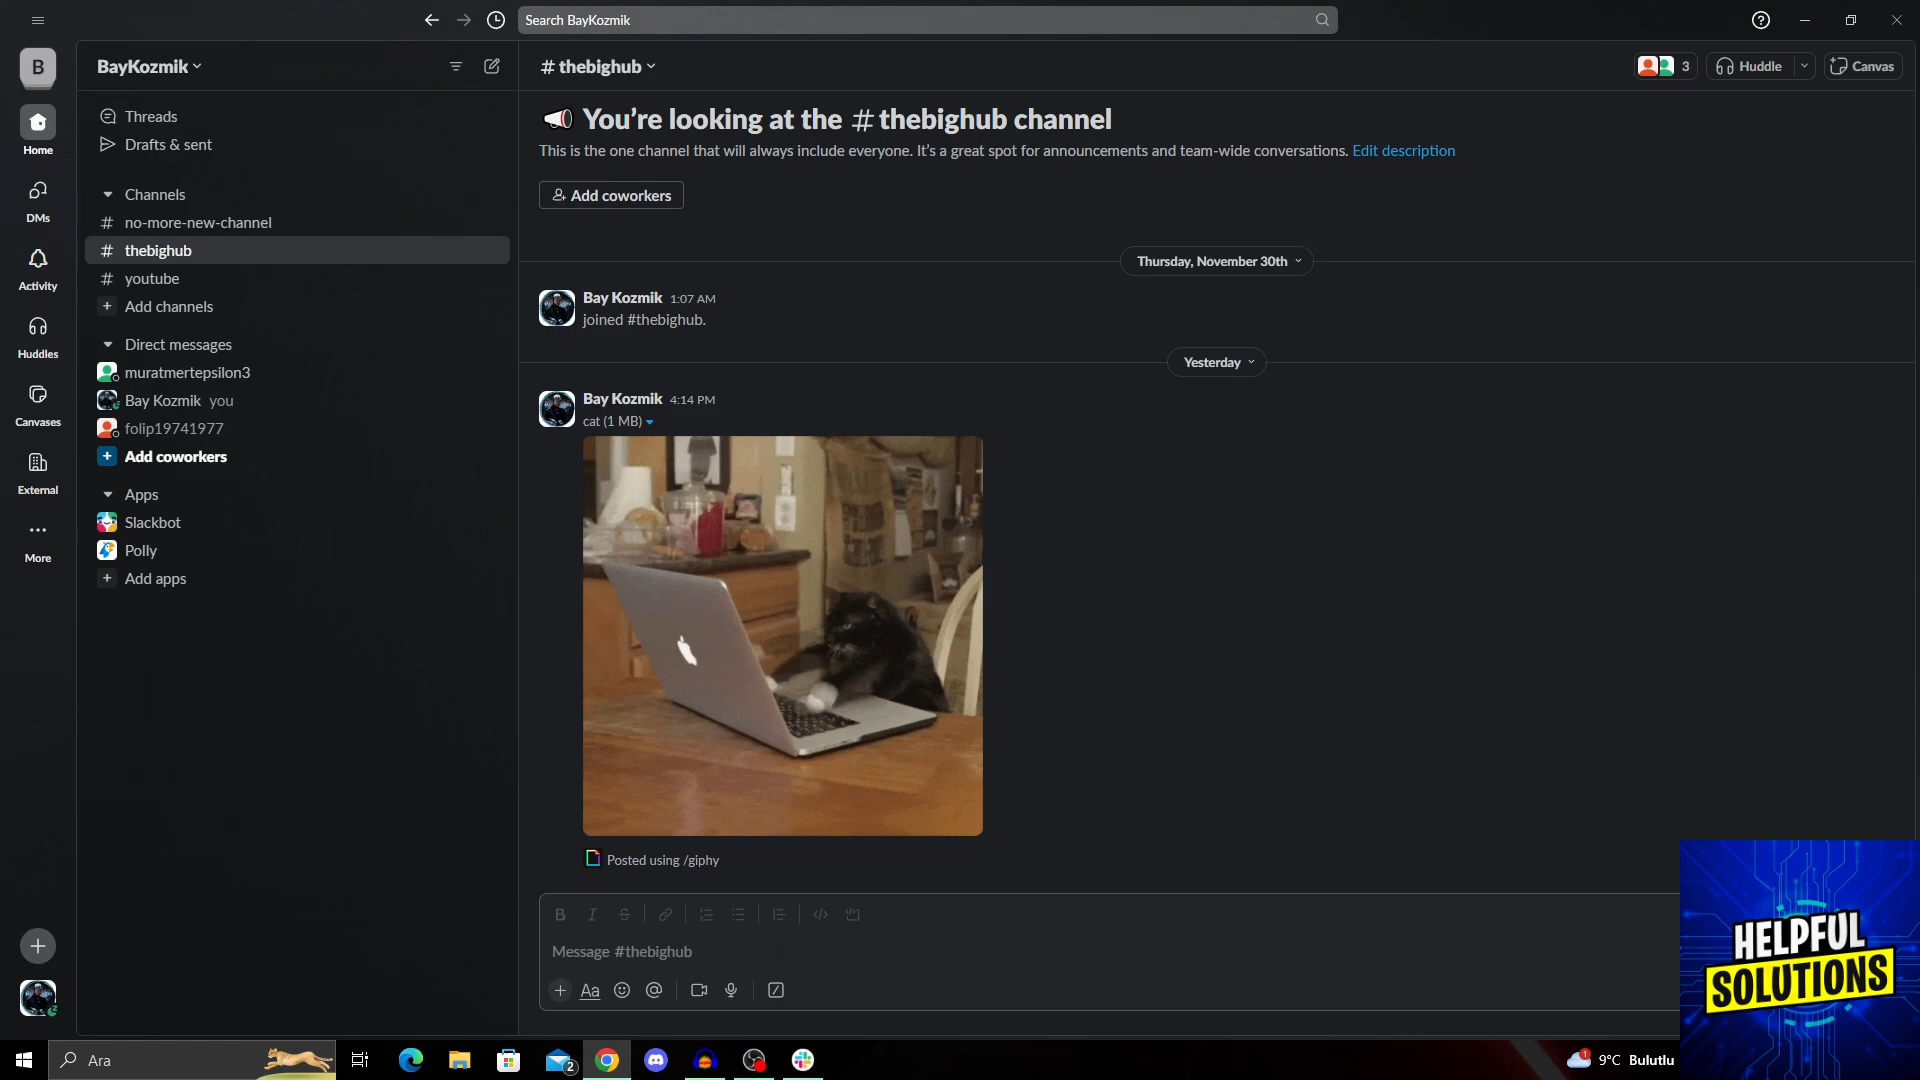 Search BayKozmik
B
Home
DMs
Activity
Huddles
Canvases
External
More
BayKozmik
Threads
Drafts & sent
Channels
# no-more-new-channel
# thebighub
# youtube
+ Add channels
Direct messages
muratmertepsilon3
Bay Kozmik you
folip19741977
+ Add coworkers
Apps
Slackbot
Polly
+ Add apps
# thebighub
3
Huddle
Canvas
You’re looking at the # thebighub channel
This is the one channel that will always include everyone. It’s a great spot for announcements and team-wide conversations. Edit description
Add coworkers
Thursday, November 30th
Bay Kozmik 1:07 AM
joined #thebighub.
Yesterday
Bay Kozmik 4:14 PM
cat (1 MB)
Posted using /giphy
B I S
Message #thebighub
+ Aa @
HELPFUL
SOLUTIONS
Ara
2
1
9°C Bulutlu